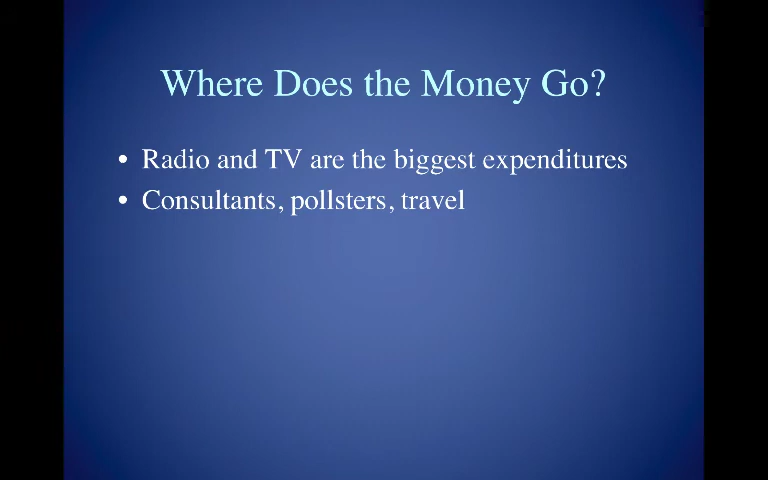 Where Does the Money Go?
• Radio and TV are the biggest expenditures
• Consultants, pollsters, travel